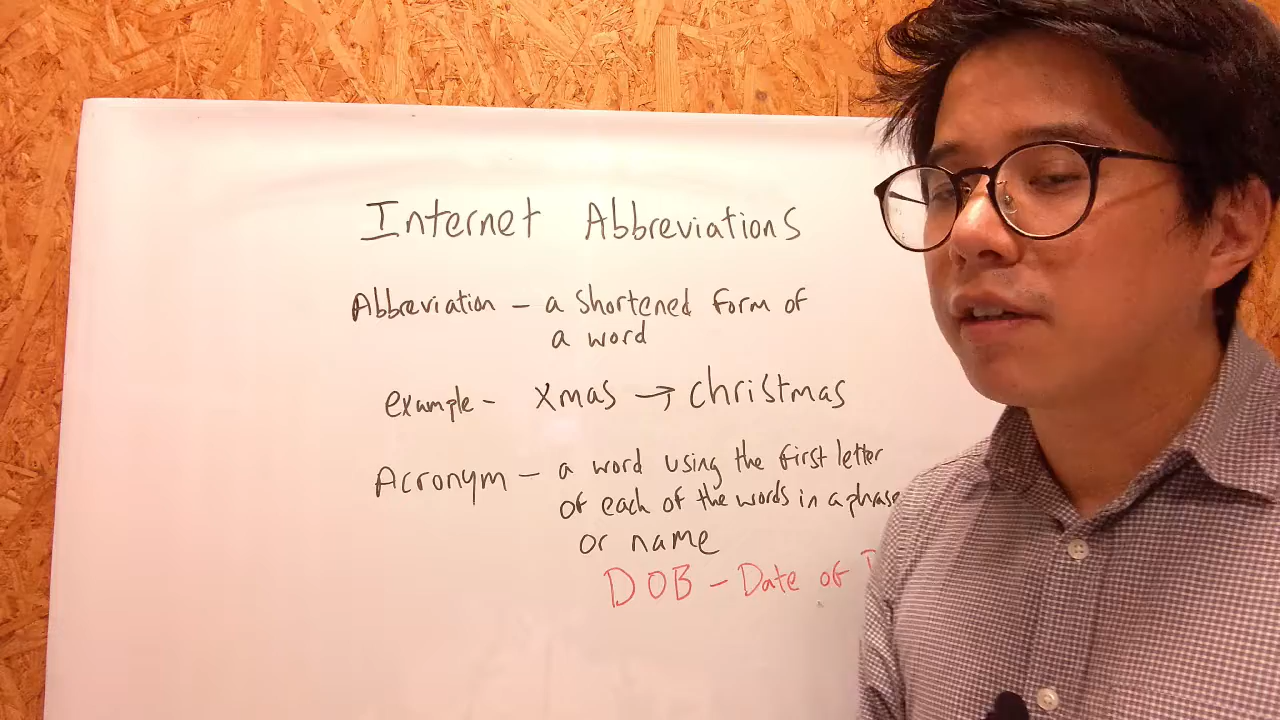 Internet Abbreviations
Abbreviation - a shortened form of
a word
example - xmas → christmas
Acronym - a word using the first letter
of each of the words in a phrase
or name
DOB - Date of